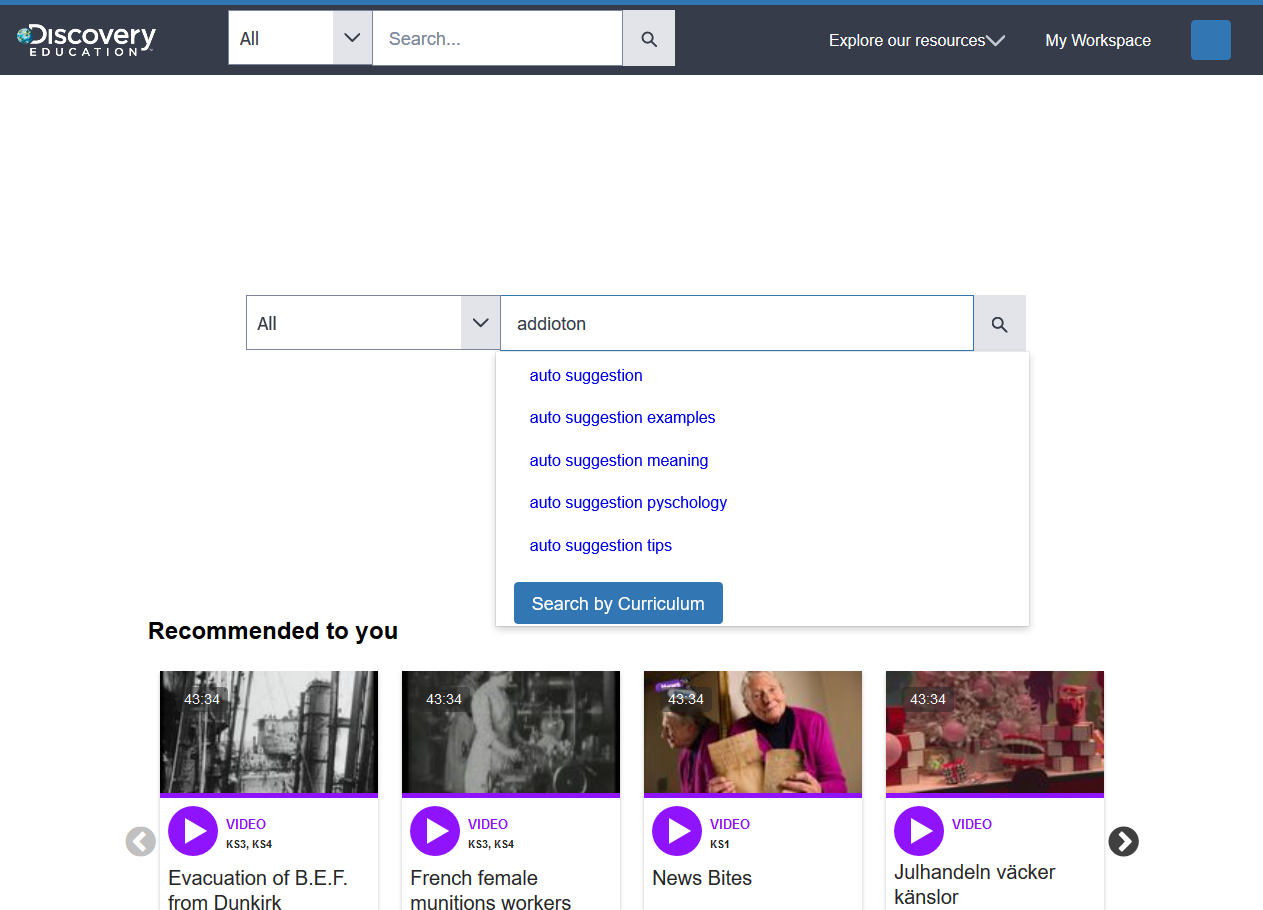 Discovery
EDUCATION
All
Search...
Explore our resources
My Workspace
All
addioton
auto suggestion
auto suggestion examples
auto suggestion meaning
auto suggestion pyschology
auto suggestion tips
Search by Curriculum
Recommended to you
43:34
43:34
43:34
43:34
VIDEO
KS3, KS4
VIDEO
KS3, KS4
VIDEO
KS1
VIDEO
Evacuation of B.E.F.
from Dunkirk
French female
munitions workers
News Bites
Julhandeln väcker
känslor